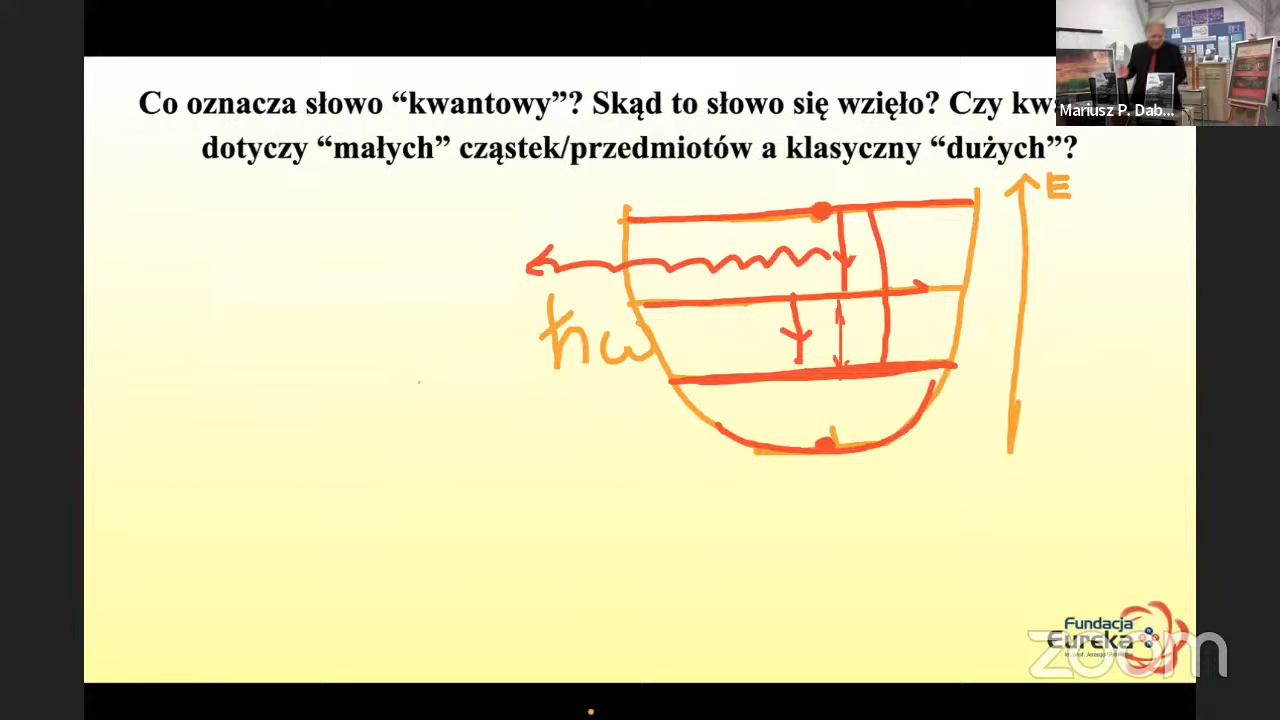 Co oznacza słowo “kwantowy”? Skąd to słowo się wzięło? Czy
dotyczy “małych” cząstek/przedmiotów a klasyczny “dużych”?
Mariusz P. Dab...
E
ħω
Fundacja
Eureka
zoom